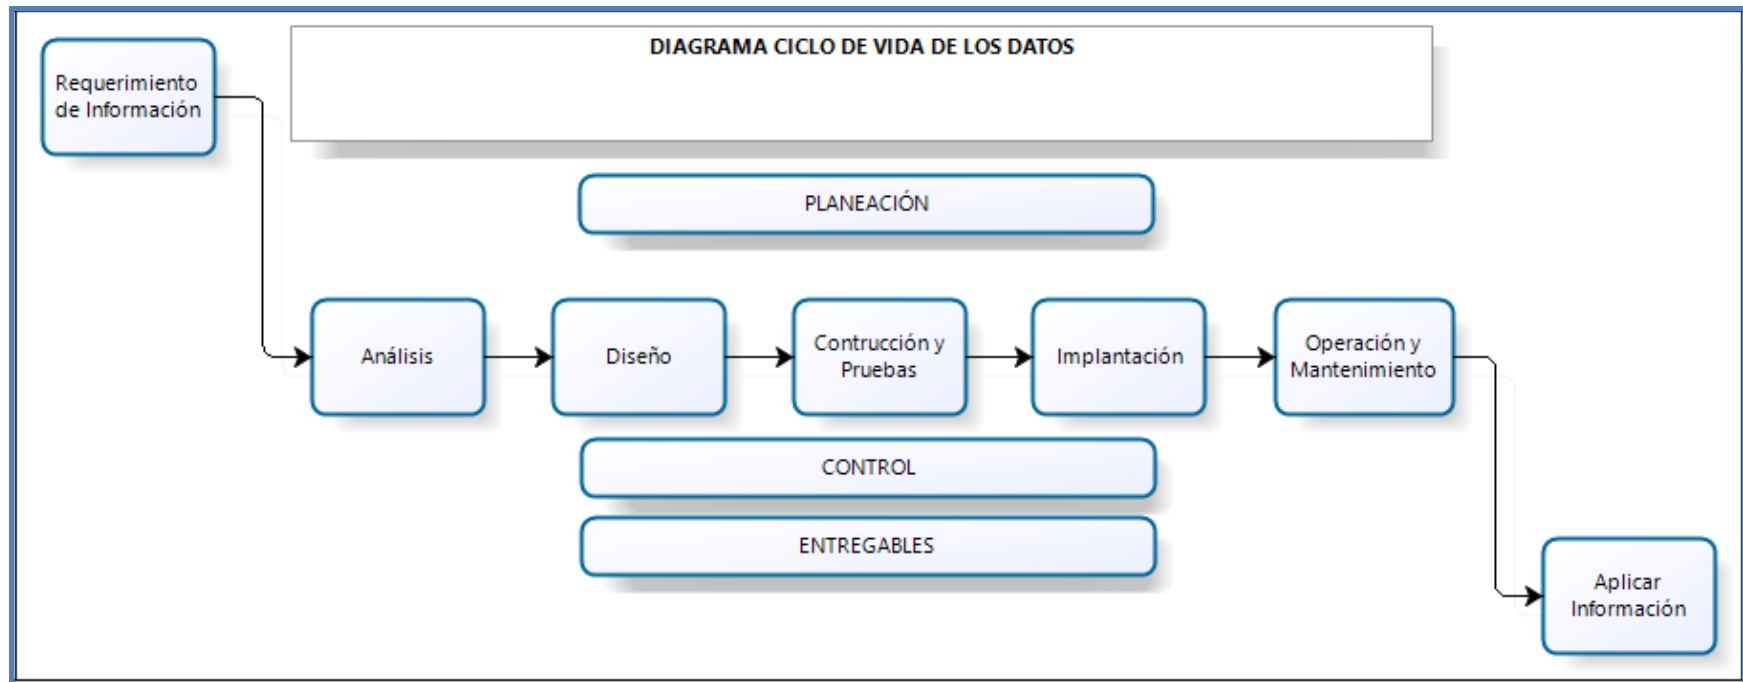 DIAGRAMA CICLO DE VIDA DE LOS DATOS
Requerimiento
de Información
PLANEACIÓN
Análisis
Diseño
Contrucción y
Pruebas
Implantación
Operación y
Mantenimiento
CONTROL
ENTREGABLES
Aplicar
Información